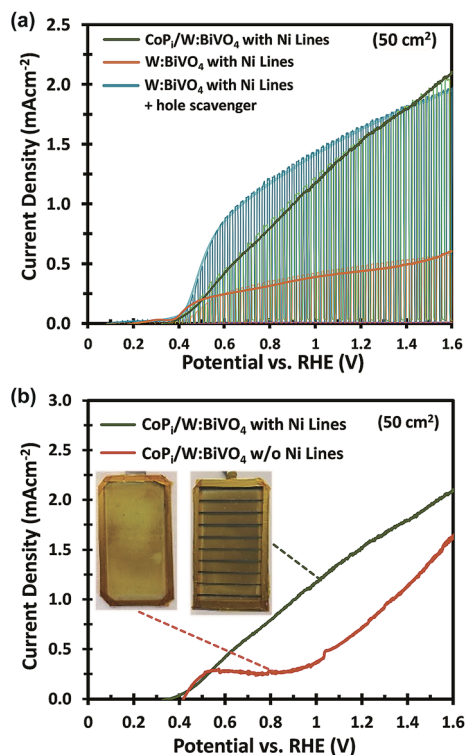 (a)
2.5
2.0
1.5
1.0
0.5
0.0
Current Density (mAcm⁻²)
CoPᵢ/W:BiVO₄ with Ni Lines
W:BiVO₄ with Ni Lines
W:BiVO₄ with Ni Lines
+ hole scavenger
(50 cm²)
0 0.2 0.4 0.6 0.8 1 1.2 1.4 1.6
Potential vs. RHE (V)
(b)
3.0
2.5
2.0
1.5
1.0
0.5
0.0
Current Density (mAcm⁻²)
CoPᵢ/W:BiVO₄ with Ni Lines
CoPᵢ/W:BiVO₄ w/o Ni Lines
(50 cm²)
0 0.2 0.4 0.6 0.8 1 1.2 1.4 1.6
Potential vs. RHE (V)